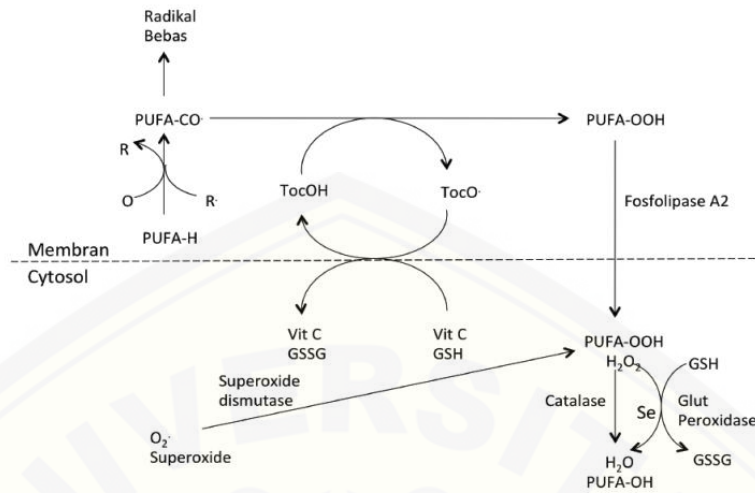 Radikal
Bebas
PUFA-CO·
PUFA-OOH
R
TocOH
TocO·
Fosfolipase A2
O
R·
PUFA-H
Membran
Cytosol
Vit C
GSSG
Vit C
GSH
PUFA-OOH
H₂O₂
GSH
Superoxide
dismutase
Catalase
Se
Glut
Peroxidase
O₂·
Superoxide
H₂O
PUFA-OH
GSSG
UNIVERSIT